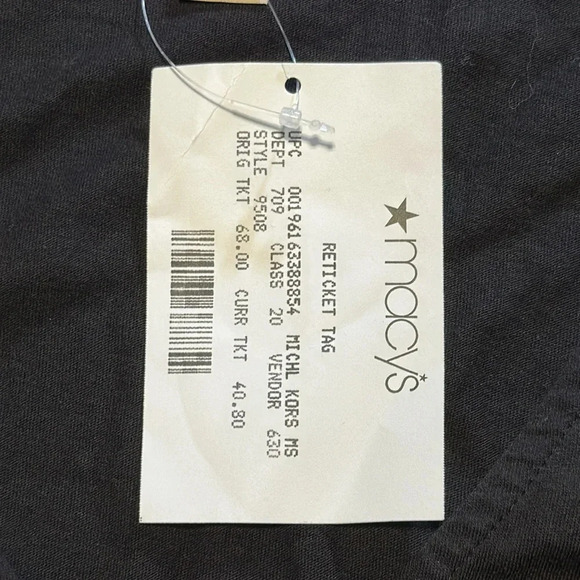 ★macy's
RETICKET TAG
UPC 00196163388854 MICHL KORS MS
DEPT 709 CLASS 20 VENDOR 630
STYLE 9508
ORIG TKT 68.00 CURR TKT 40.80